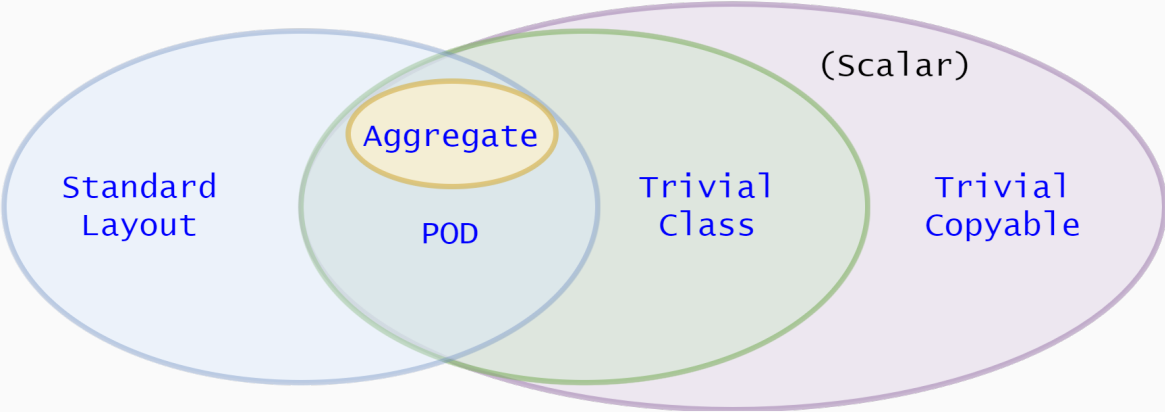 (Scalar)
Aggregate
Standard
Layout
POD
Trivial
Class
Trivial
Copyable